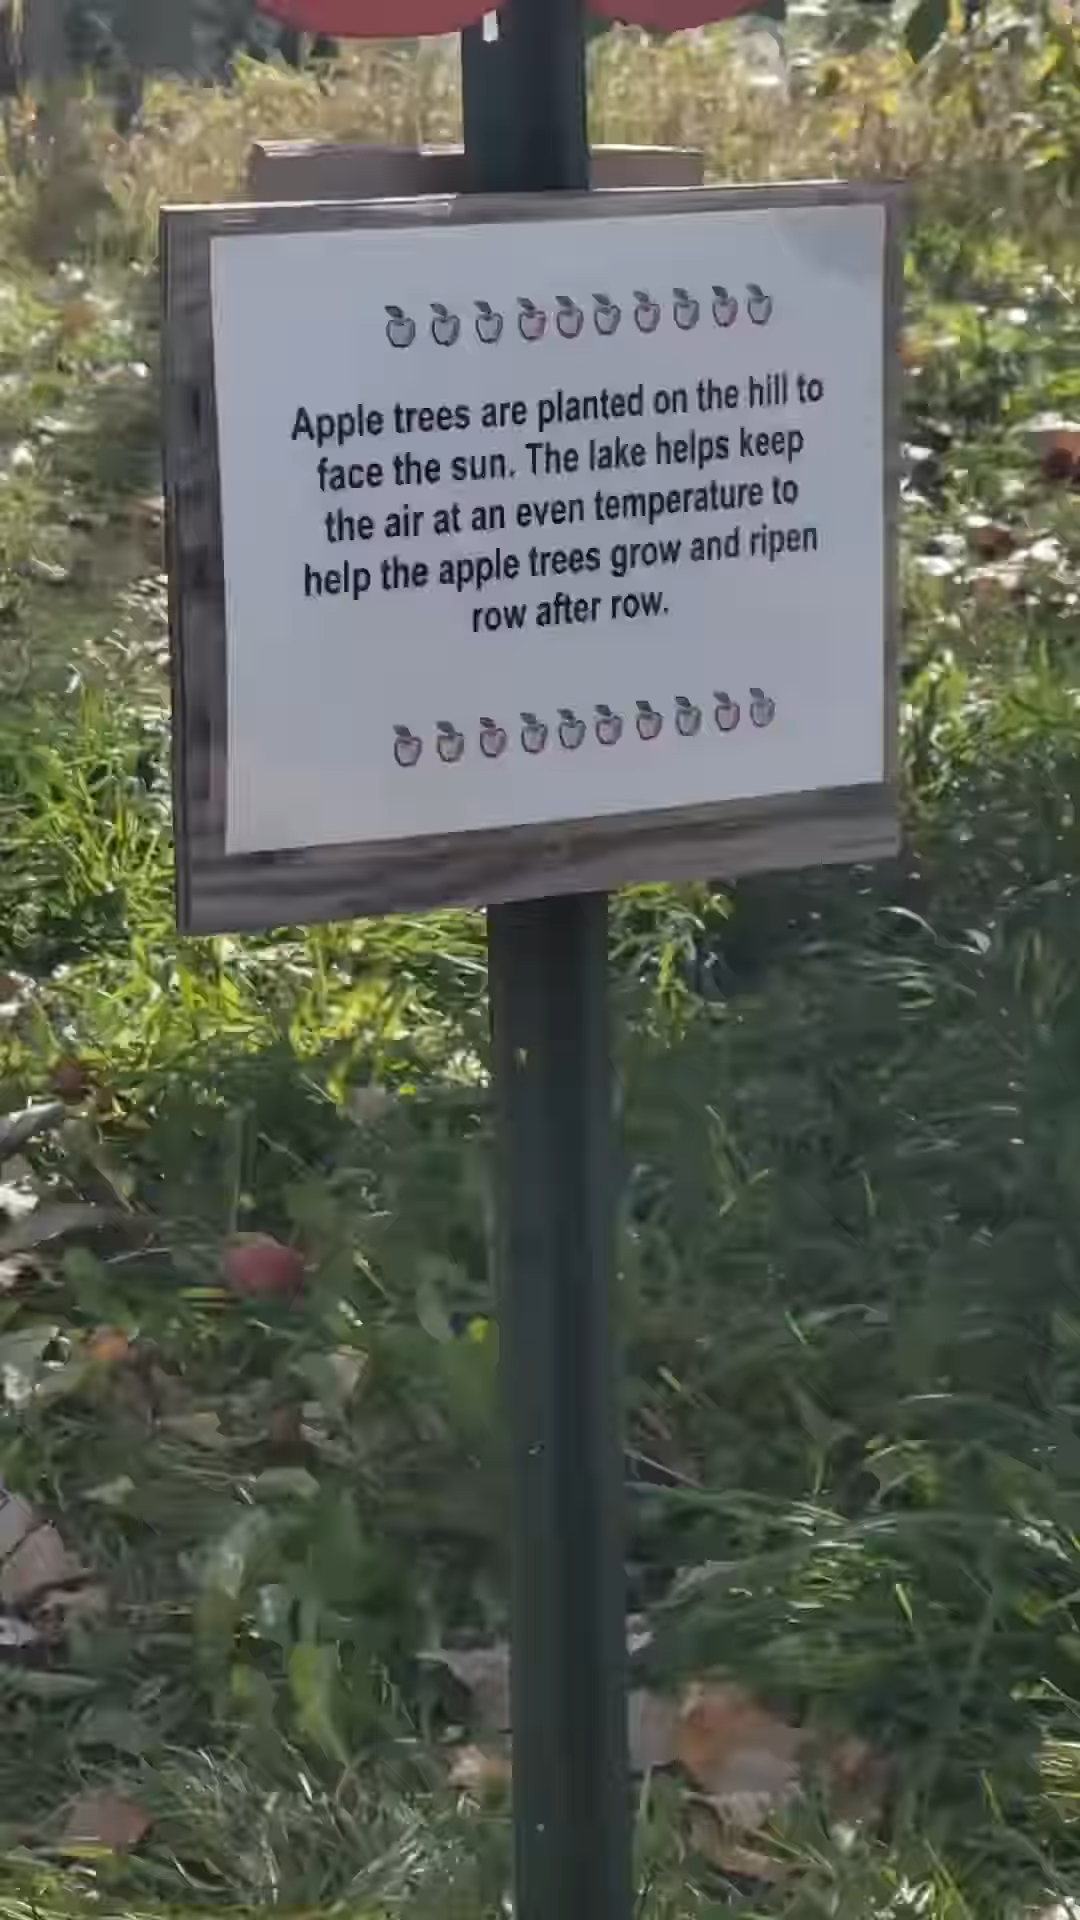 Apple trees are planted on the hill to
face the sun. The lake helps keep
the air at an even temperature to
help the apple trees grow and ripen
row after row.